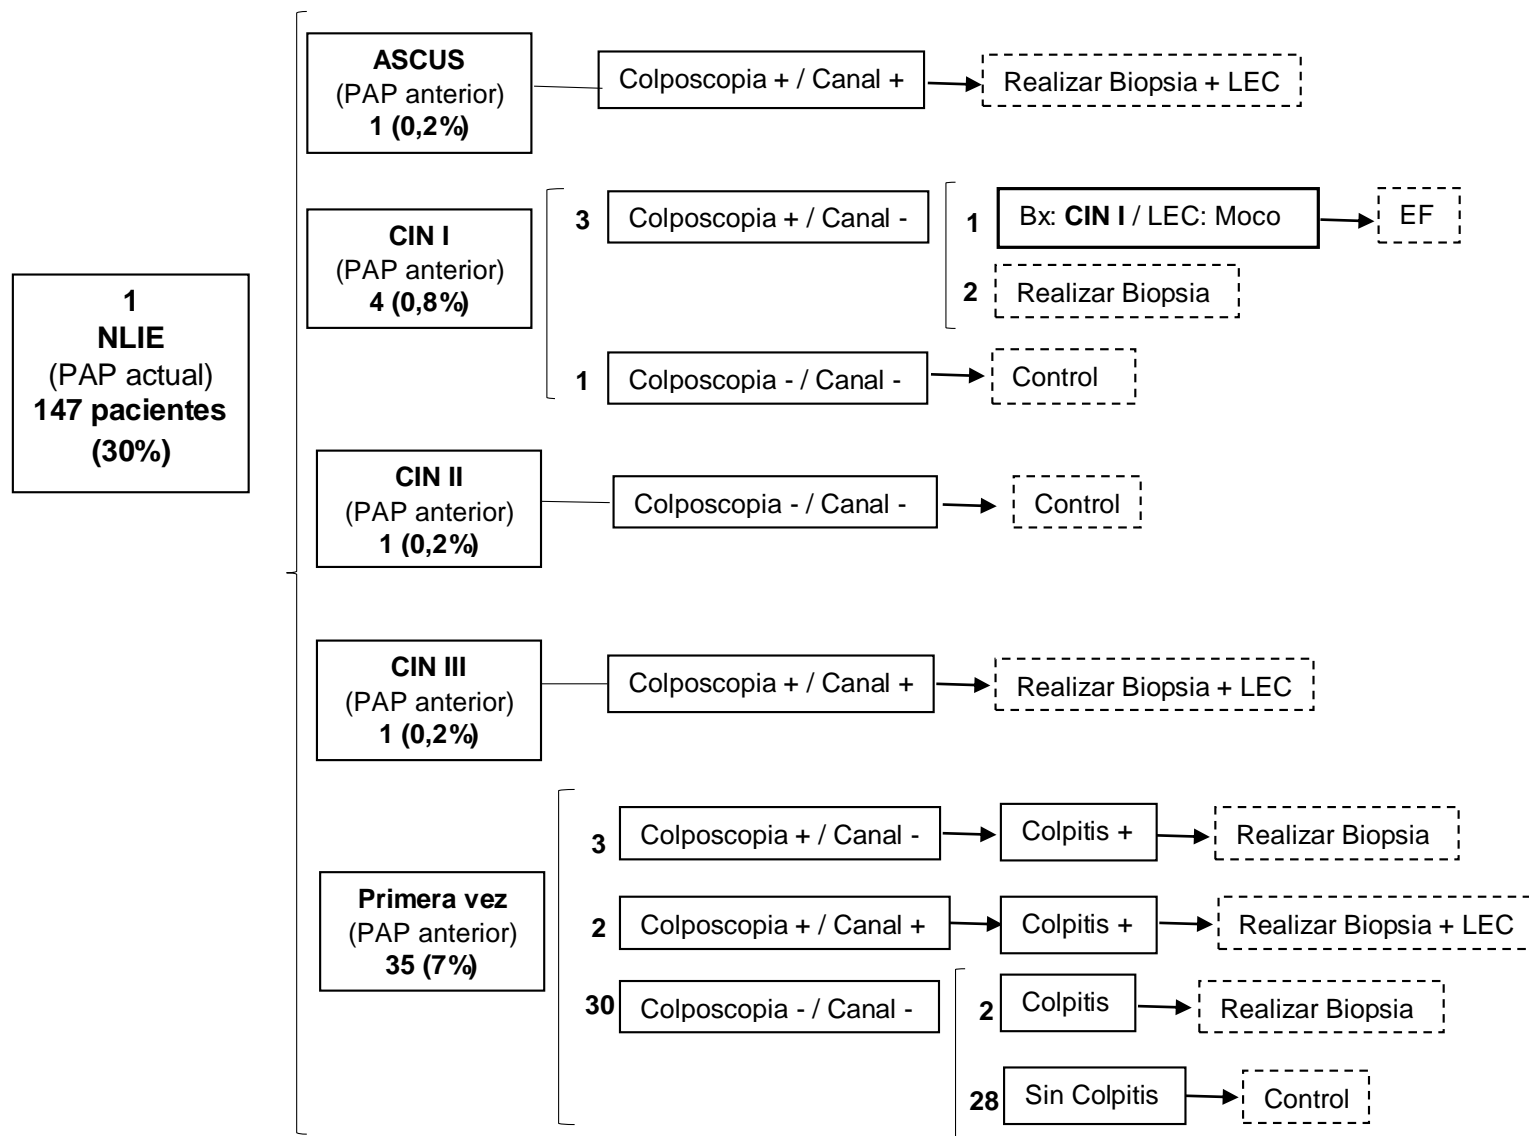 1
NLIE
(PAP actual)
147 pacientes
(30%)
ASCUS
(PAP anterior)
1 (0,2%)
Colposcopia + / Canal +
Realizar Biopsia + LEC
CIN I
(PAP anterior)
4 (0,8%)
3
Colposcopia + / Canal -
1
Bx: CIN I / LEC: Moco
EF
2
Realizar Biopsia
1
Colposcopia - / Canal -
Control
CIN II
(PAP anterior)
1 (0,2%)
Colposcopia - / Canal -
Control
CIN III
(PAP anterior)
1 (0,2%)
Colposcopia + / Canal +
Realizar Biopsia + LEC
Primera vez
(PAP anterior)
35 (7%)
3
Colposcopia + / Canal -
Colpitis +
Realizar Biopsia
2
Colposcopia + / Canal +
Colpitis +
Realizar Biopsia + LEC
30
Colposcopia - / Canal -
2
Colpitis
Realizar Biopsia
28
Sin Colpitis
Control